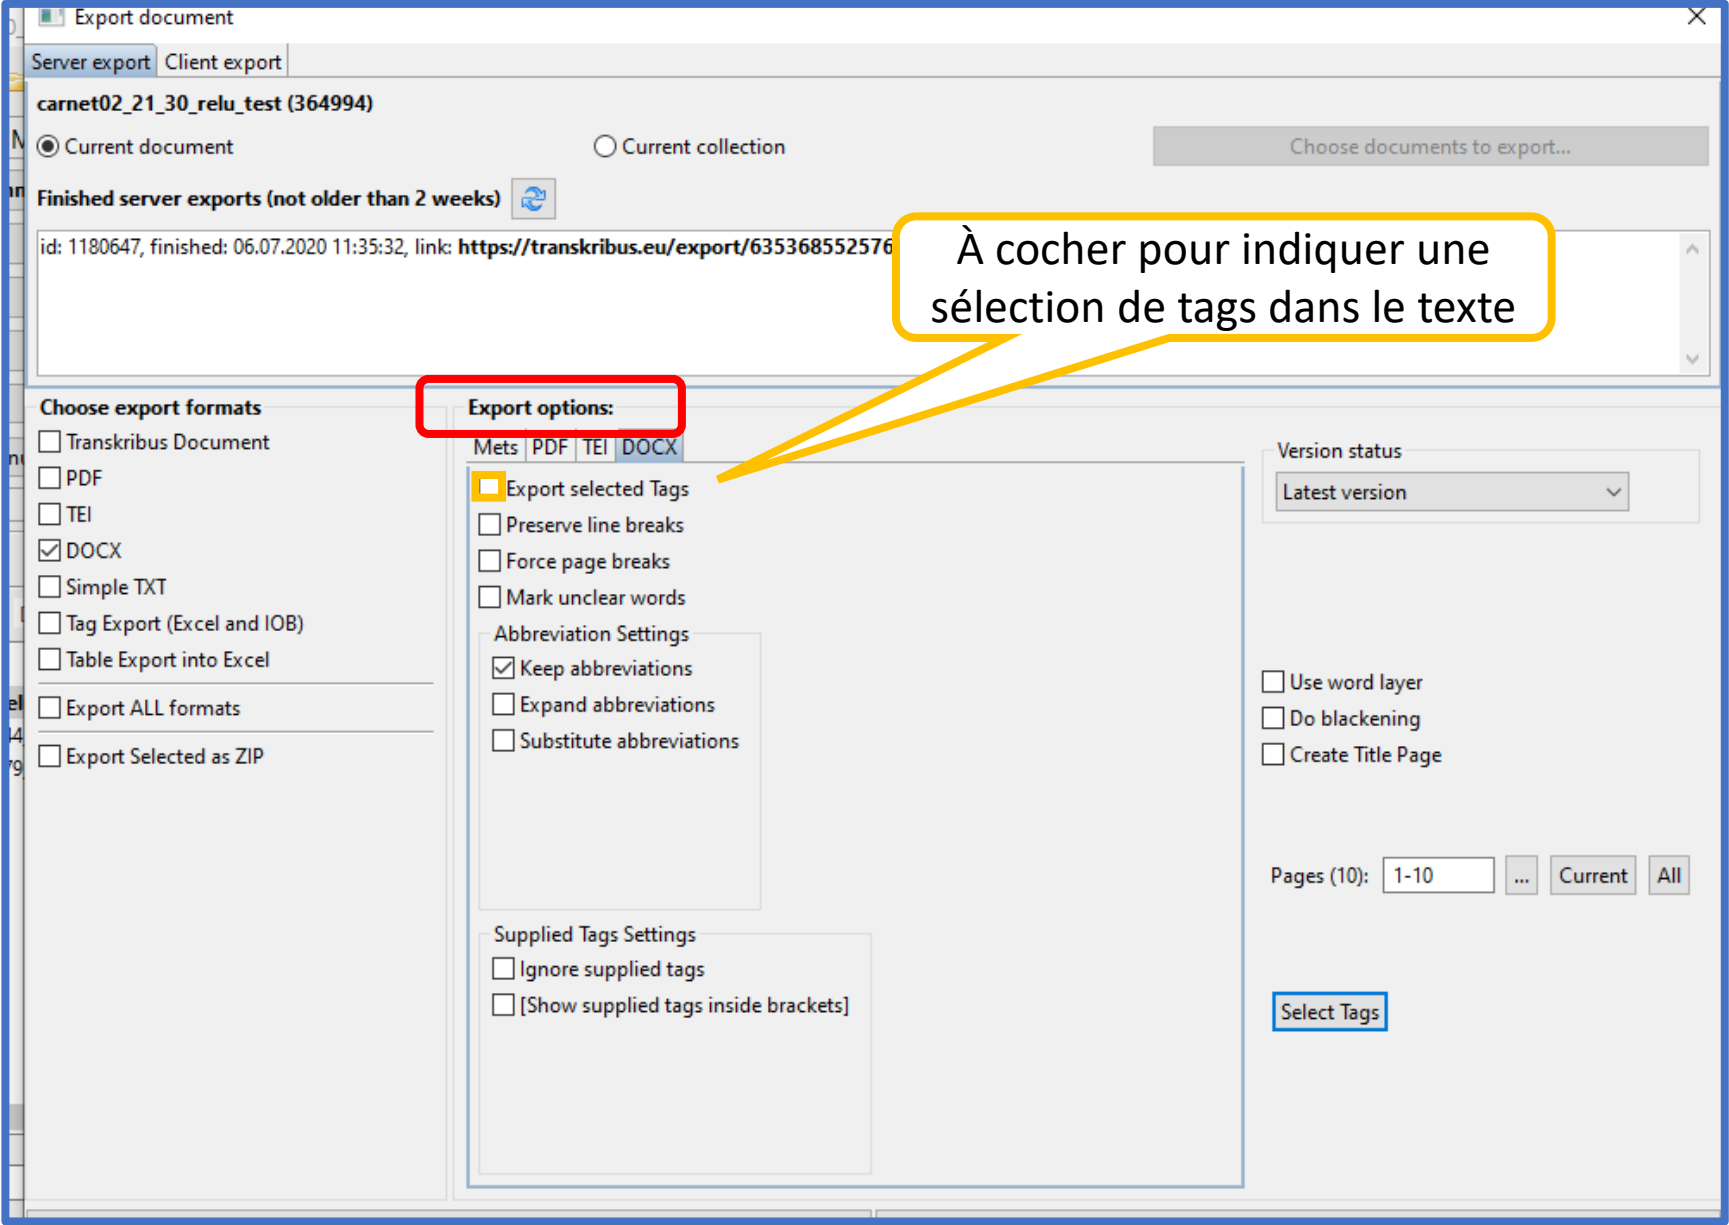 Export document
Server export Client export
carnet02_21_30_relu_test (364994)
Current document Current collection Choose documents to export...
Finished server exports (not older than 2 weeks)
id: 1180647, finished: 06.07.2020 11:35:32, link: https://transkribus.eu/export/635368552576
À cocher pour indiquer une
sélection de tags dans le texte
Choose export formats
Transkribus Document
PDF
TEI
DOCX
Simple TXT
Tag Export (Excel and IOB)
Table Export into Excel
Export ALL formats
Export Selected as ZIP
Export options:
Mets PDF TEI DOCX
Export selected Tags
Preserve line breaks
Force page breaks
Mark unclear words
Abbreviation Settings
Keep abbreviations
Expand abbreviations
Substitute abbreviations
Supplied Tags Settings
Ignore supplied tags
[Show supplied tags inside brackets]
Version status
Latest version
Use word layer
Do blackening
Create Title Page
Pages (10): 1-10 ... Current All
Select Tags